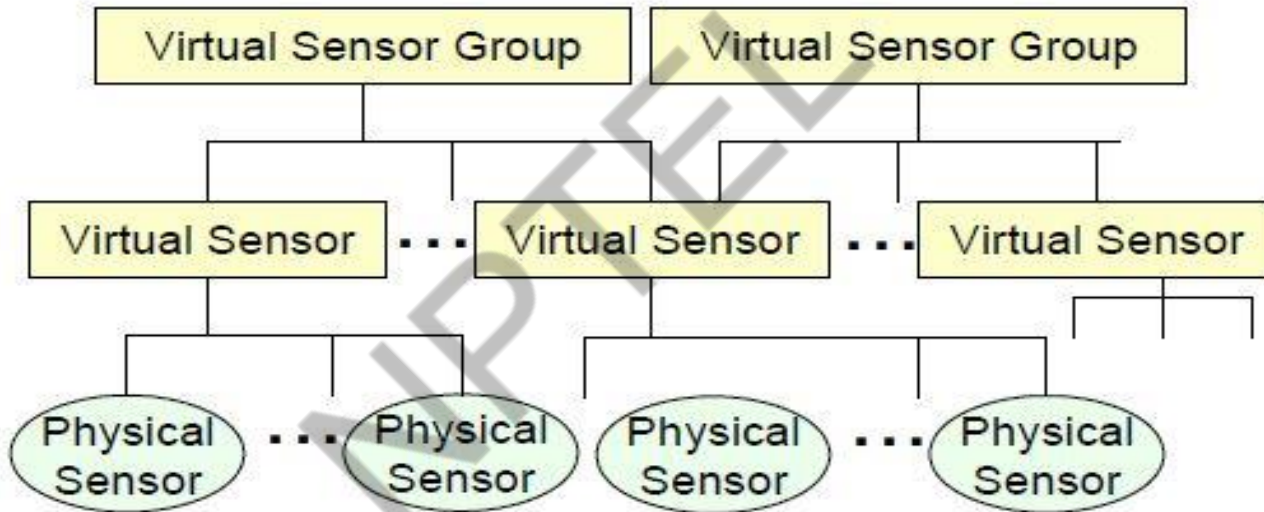 Virtual Sensor Group Virtual Sensor Group
Virtual Sensor ... Virtual Sensor ... Virtual Sensor
Physical ... Physical Physical ... Physical
Sensor Sensor Sensor Sensor
NPTEL